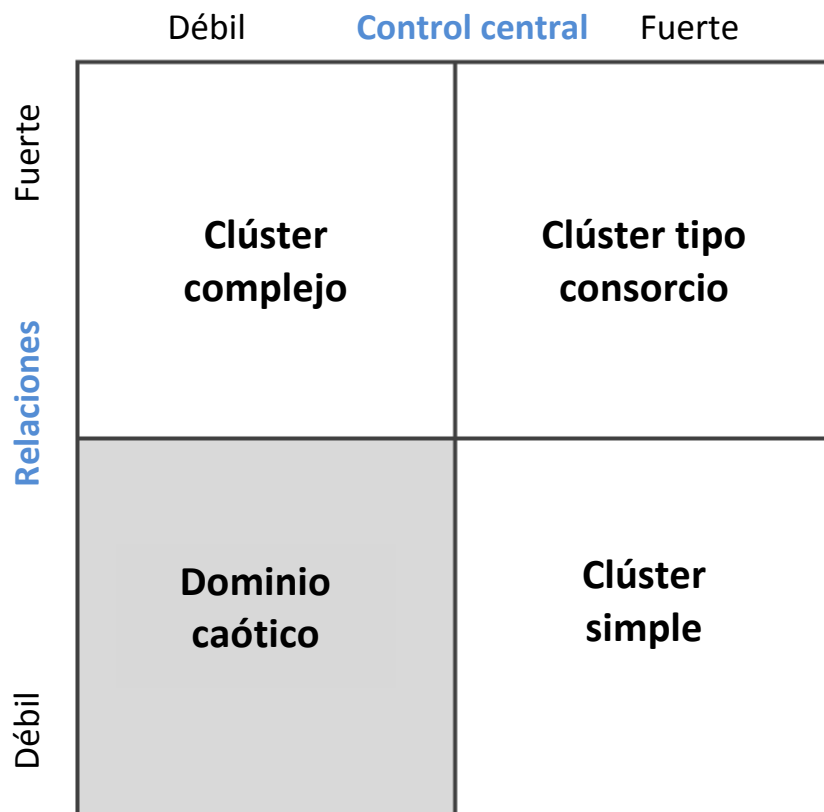 Débil Control central Fuerte
Fuerte
Relaciones
Débil
Clúster
complejo
Clúster tipo
consorcio
Dominio
caótico
Clúster
simple